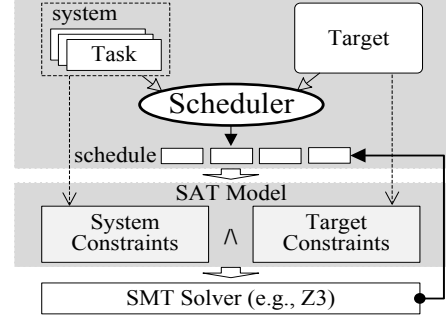 system
Task
Target
Scheduler
schedule
SAT Model
System
Constraints
/\
Target
Constraints
SMT Solver (e.g., Z3)